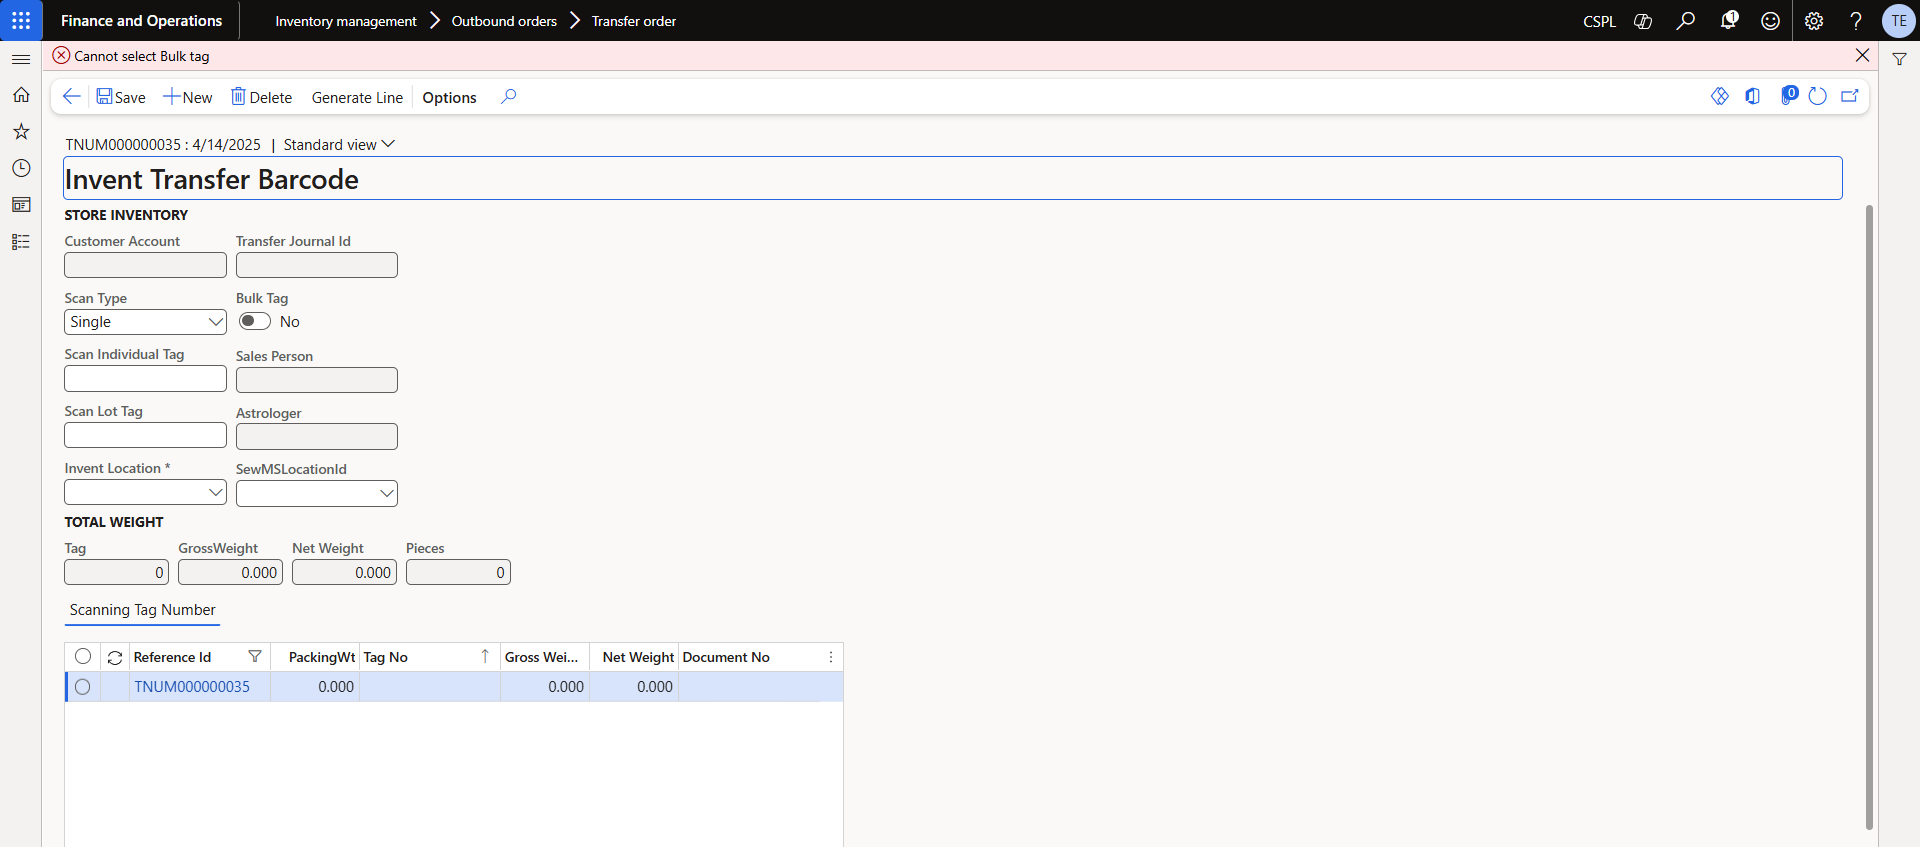 Finance and Operations
Inventory management > Outbound orders > Transfer order
CSPL
1
TE
Cannot select Bulk tag
Save
New
Delete
Generate Line
Options
0
TNUM000000035 : 4/14/2025 | Standard view
Invent Transfer Barcode
STORE INVENTORY
Customer Account Transfer Journal Id
Scan Type Bulk Tag
Single No
Scan Individual Tag Sales Person
Scan Lot Tag Astrologer
Invent Location * SewMSLocationId
TOTAL WEIGHT
Tag GrossWeight Net Weight Pieces
0 0.000 0.000 0
Scanning Tag Number
Reference Id PackingWt Tag No Gross Wei... Net Weight Document No
TNUM000000035 0.000 0.000 0.000